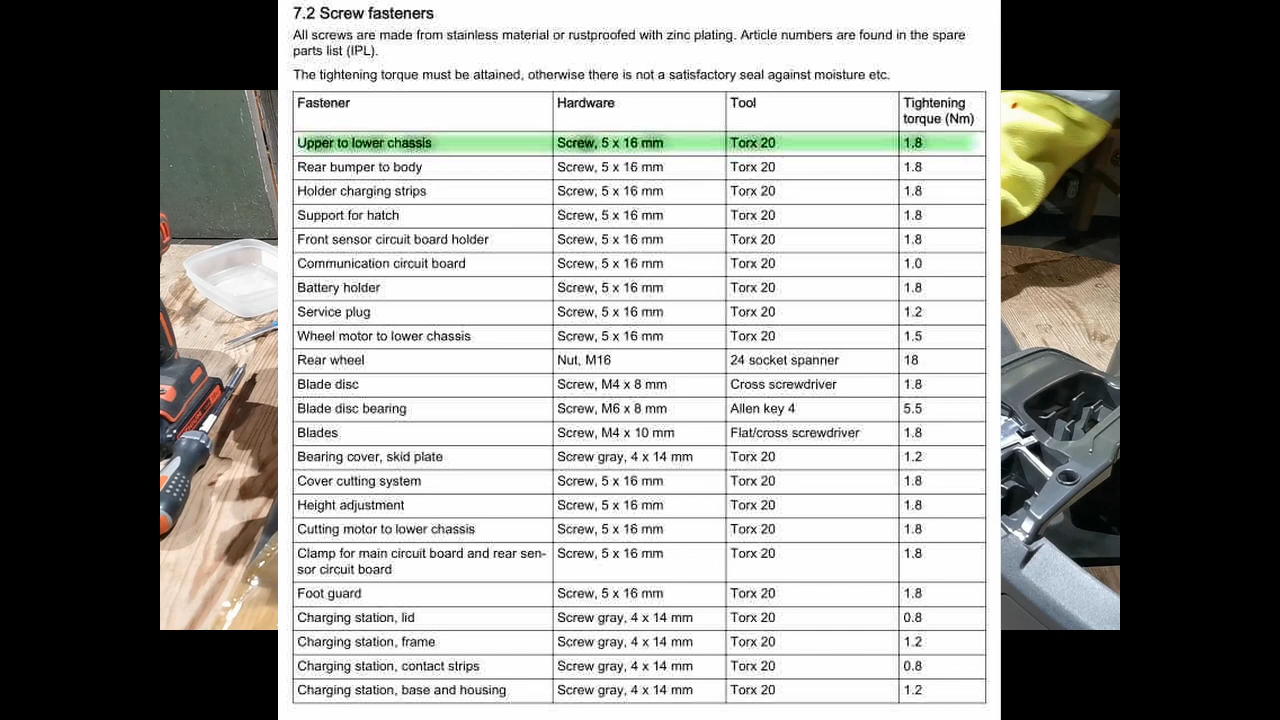 7.2 Screw fasteners
All screws are made from stainless material or rustproofed with zinc plating. Article numbers are found in the spare
parts list (IPL).
The tightening torque must be attained, otherwise there is not a satisfactory seal against moisture etc.
Fastener Hardware Tool Tightening
torque (Nm)
Upper to lower chassis Screw, 5 x 16 mm Torx 20 1.8
Rear bumper to body Screw, 5 x 16 mm Torx 20 1.8
Holder charging strips Screw, 5 x 16 mm Torx 20 1.8
Support for hatch Screw, 5 x 16 mm Torx 20 1.8
Front sensor circuit board holder Screw, 5 x 16 mm Torx 20 1.8
Communication circuit board Screw, 5 x 16 mm Torx 20 1.0
Battery holder Screw, 5 x 16 mm Torx 20 1.8
Service plug Screw, 5 x 16 mm Torx 20 1.2
Wheel motor to lower chassis Screw, 5 x 16 mm Torx 20 1.5
Rear wheel Nut, M16 24 socket spanner 18
Blade disc Screw, M4 x 8 mm Cross screwdriver 1.8
Blade disc bearing Screw, M6 x 8 mm Allen key 4 5.5
Blades Screw, M4 x 10 mm Flat/cross screwdriver 1.8
Bearing cover, skid plate Screw gray, 4 x 14 mm Torx 20 1.2
Cover cutting system Screw, 5 x 16 mm Torx 20 1.8
Height adjustment Screw, 5 x 16 mm Torx 20 1.8
Cutting motor to lower chassis Screw, 5 x 16 mm Torx 20 1.8
Clamp for main circuit board and rear sen- Screw, 5 x 16 mm Torx 20 1.8
sor circuit board
Foot guard Screw, 5 x 16 mm Torx 20 1.8
Charging station, lid Screw gray, 4 x 14 mm Torx 20 0.8
Charging station, frame Screw gray, 4 x 14 mm Torx 20 1.2
Charging station, contact strips Screw gray, 4 x 14 mm Torx 20 0.8
Charging station, base and housing Screw gray, 4 x 14 mm Torx 20 1.2